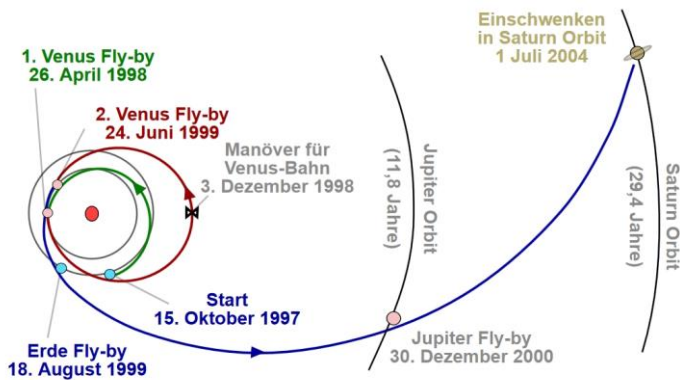 Einschwenken
in Saturn Orbit
1 Juli 2004
1. Venus Fly-by
26. April 1998
2. Venus Fly-by
24. Juni 1999
Manöver für
Venus-Bahn
3. Dezember 1998
Jupiter Orbit
(11,8 Jahre)
Saturn Orbit
(29,4 Jahre)
Start
15. Oktober 1997
Erde Fly-by
18. August 1999
Jupiter Fly-by
30. Dezember 2000